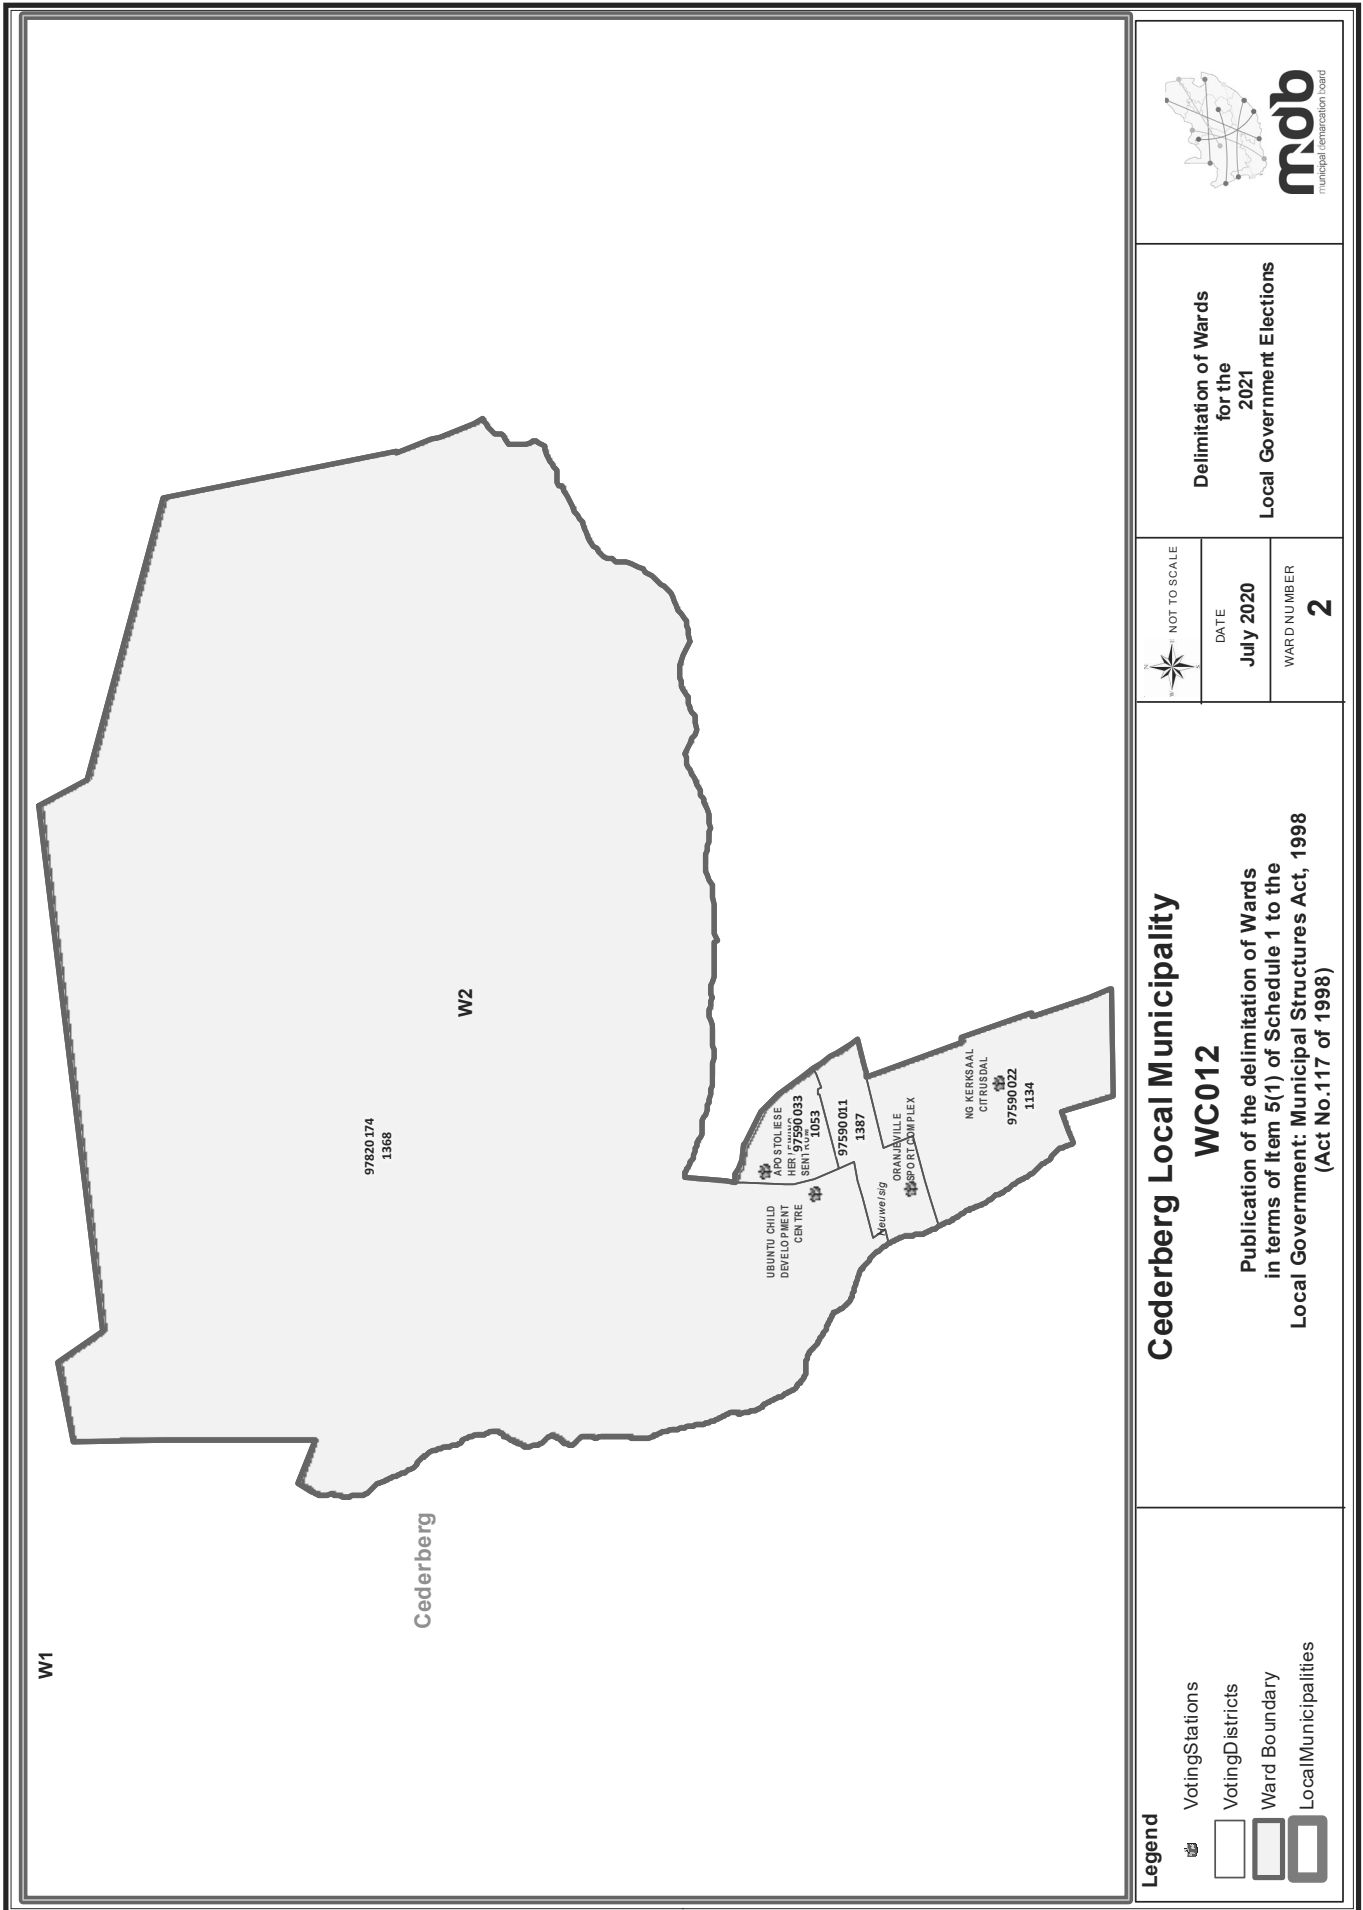 W1
Cederberg
W2
97820174
1368
UBUNTU CHILD
DEVELOPMENT
CENTRE
APOSTOLIESE
97590033
1053
97590011
1387
Nieuwelsig
ORANJEVILLE
SPORT COMPLEX
NG KERKSAAL
CITRUSDAL
97590022
1134
Legend
VotingStations
VotingDistricts
Ward Boundary
LocalMunicipalities
Cederberg Local Municipality
WC012
Publication of the delimitation of Wards
in terms of Item 5(1) of Schedule 1 to the
Local Government: Municipal Structures Act, 1998
(Act No.117 of 1998)
N
W
E
S
NOT TO SCALE
DATE
July 2020
WARD NUMBER
2
Delimitation of Wards
for the
2021
Local Government Elections
mdb
municipal demarcation board